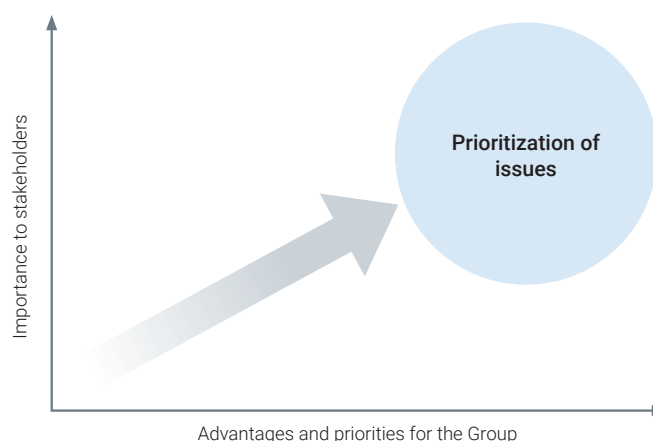 Importance to stakeholders
Prioritization of
issues
Advantages and priorities for the Group